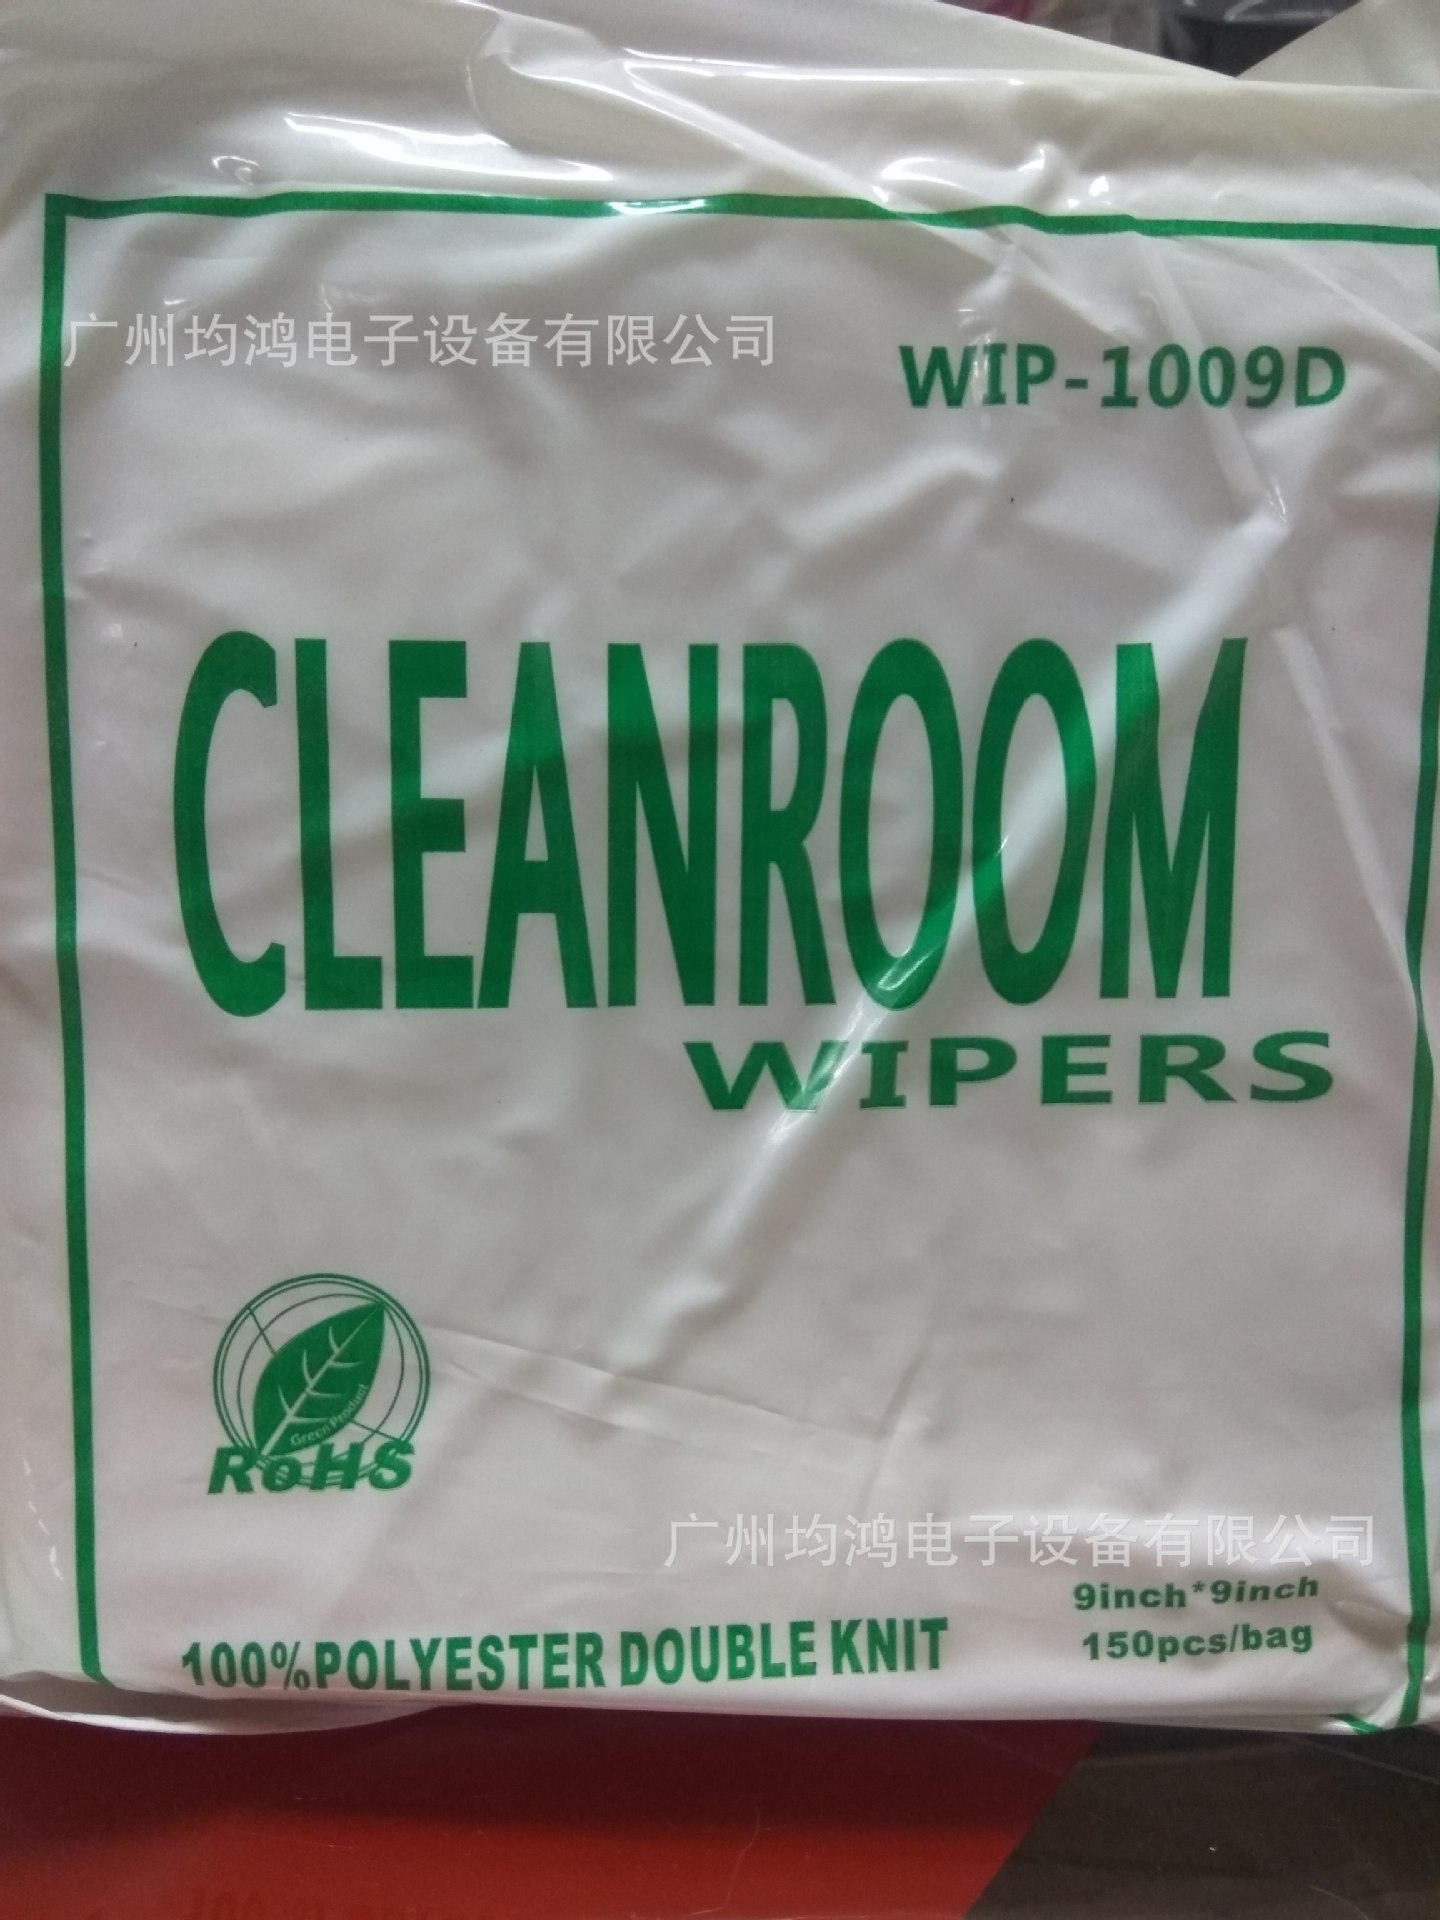 广州均鸿电子设备有限公司
WIP-1009D
CLEANROOM
WIPERS
Green Product
RoHS
广州均鸿电子设备有限公司
9inch*9inch
150pcs/bag
100%POLYESTER DOUBLE KNIT